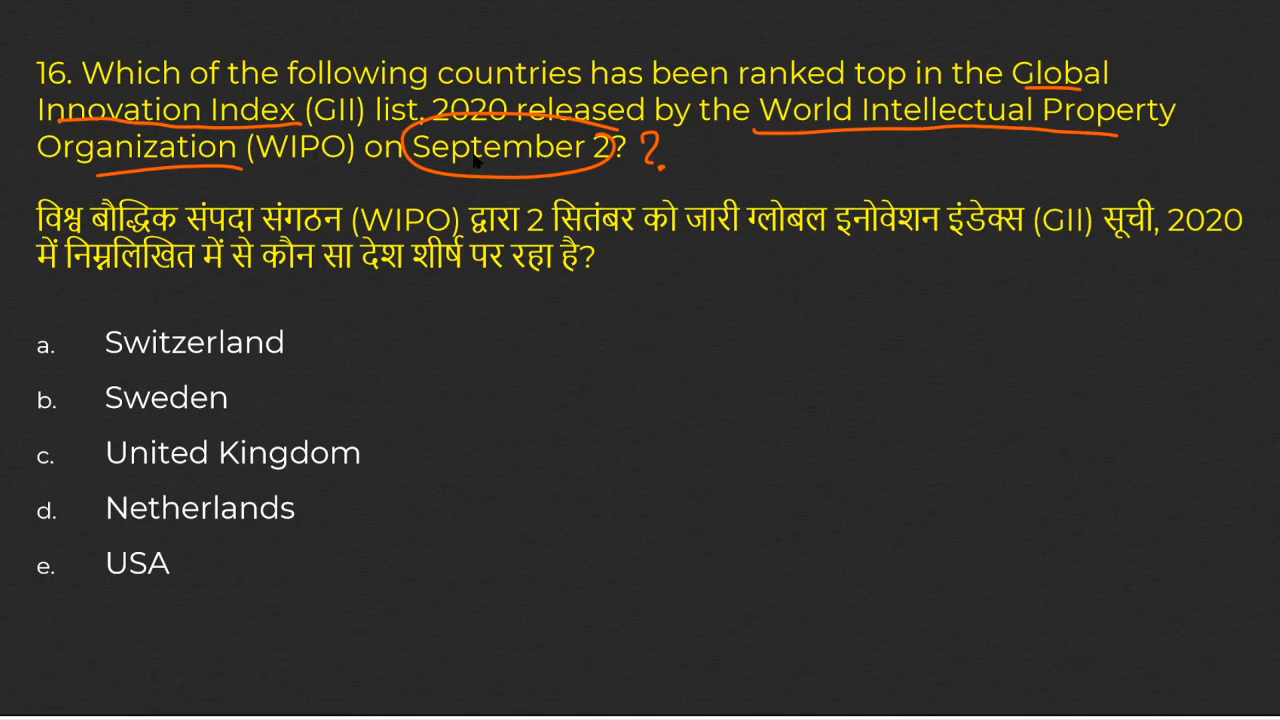 16. Which of the following countries has been ranked top in the Global
Innovation Index (GII) list, 2020 released by the World Intellectual Property
Organization (WIPO) on September 2? ?
विश्व बौद्धिक संपदा संगठन (WIPO) द्वारा 2 सितंबर को जारी ग्लोबल इनोवेशन इंडेक्स (GII) सूची, 2020
में निम्नलिखित में से कौन सा देश शीर्ष पर रहा है?
a. Switzerland
b. Sweden
c. United Kingdom
d. Netherlands
e. USA